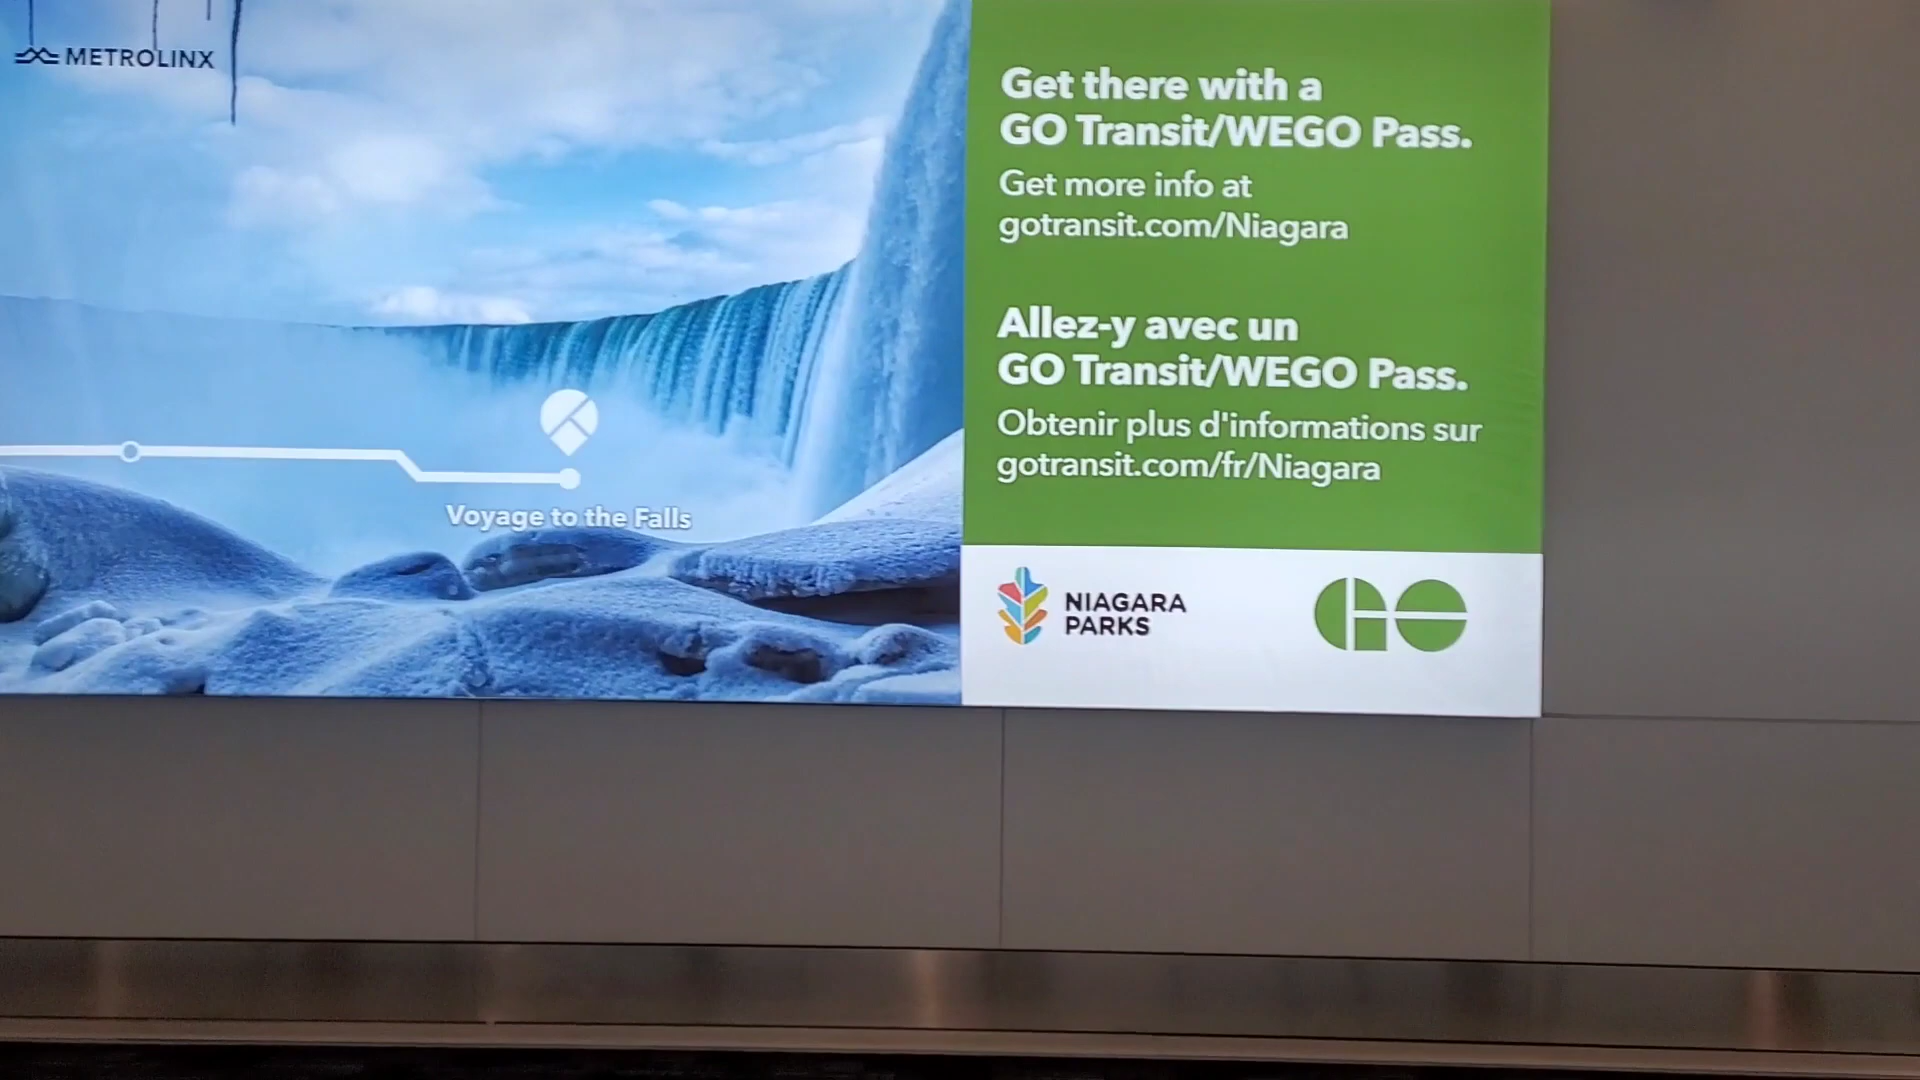 METROLINX
Voyage to the Falls
Get there with a
GO Transit/WEGO Pass.
Get more info at
gotransit.com/Niagara
Allez-y avec un
GO Transit/WEGO Pass.
Obtenir plus d'informations sur
gotransit.com/fr/Niagara
NIAGARA
PARKS
GO